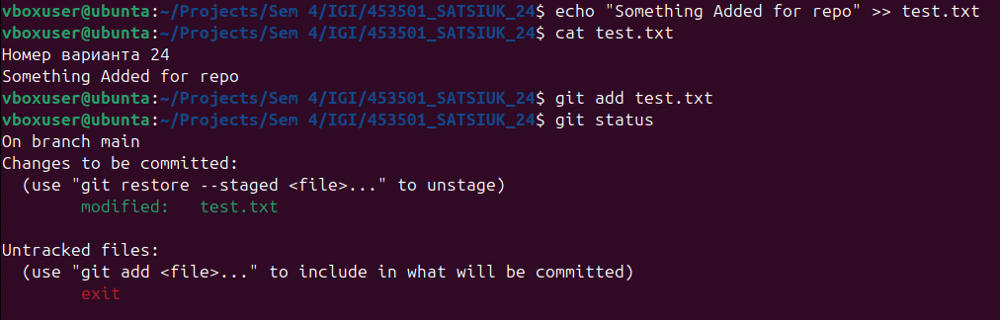 vboxuser@ubuntu:~/Projects/Sem 4/IGI/453501_SATSIUK_24$ echo "Something Added for repo" >> test.txt
vboxuser@ubuntu:~/Projects/Sem 4/IGI/453501_SATSIUK_24$ cat test.txt
Номер варианта 24
Something Added for repo
vboxuser@ubuntu:~/Projects/Sem 4/IGI/453501_SATSIUK_24$ git add test.txt
vboxuser@ubuntu:~/Projects/Sem 4/IGI/453501_SATSIUK_24$ git status
On branch main
Changes to be committed:
  (use "git restore --staged <file>..." to unstage)
        modified:   test.txt

Untracked files:
  (use "git add <file>..." to include in what will be committed)
        exit